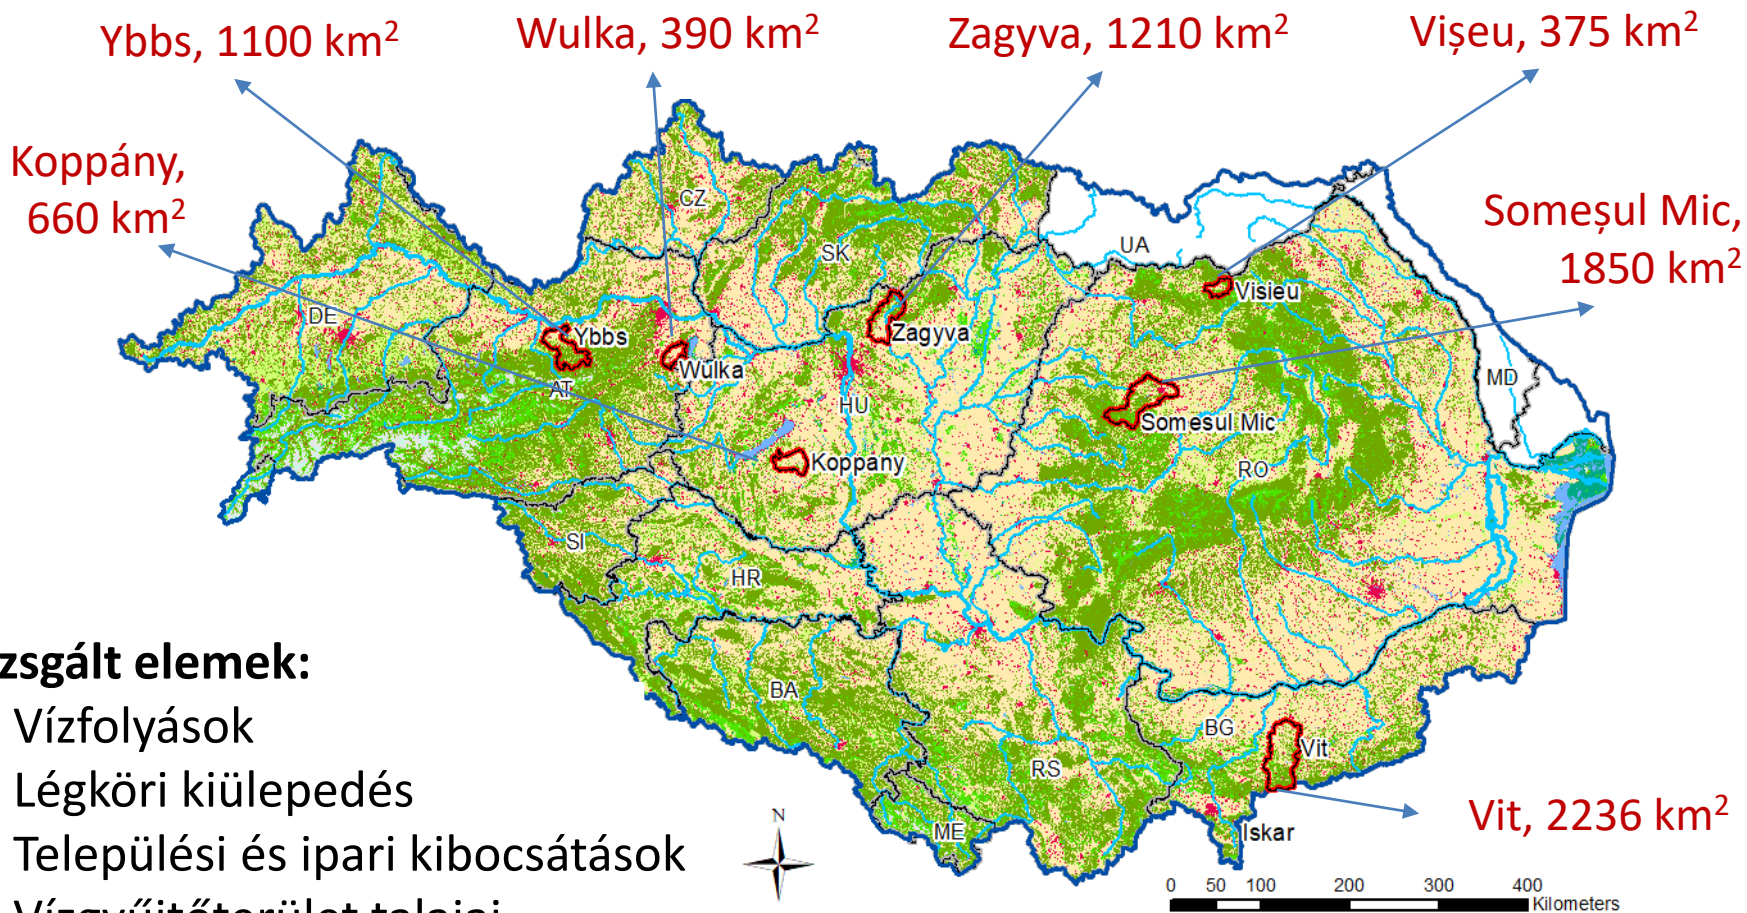 Ybbs, 1100 km²
Wulka, 390 km²
Zagyva, 1210 km²
Vișeu, 375 km²
Koppány,
660 km²
Someșul Mic,
1850 km²
CZ
SK
UA
DE
Ybbs
Wulka
Zagyva
Visieu
AT
HU
MD
Somesul Mic
Koppany
RO
SI
HR
BA
BG
Vit
RS
ME
Iskar
Vit, 2236 km²
zsgált elemek:
Vízfolyások
Légköri kiülepedés
Települési és ipari kibocsátások
Vízgyűjtőterület talajai
N
0 50 100 200 300 400
Kilometers